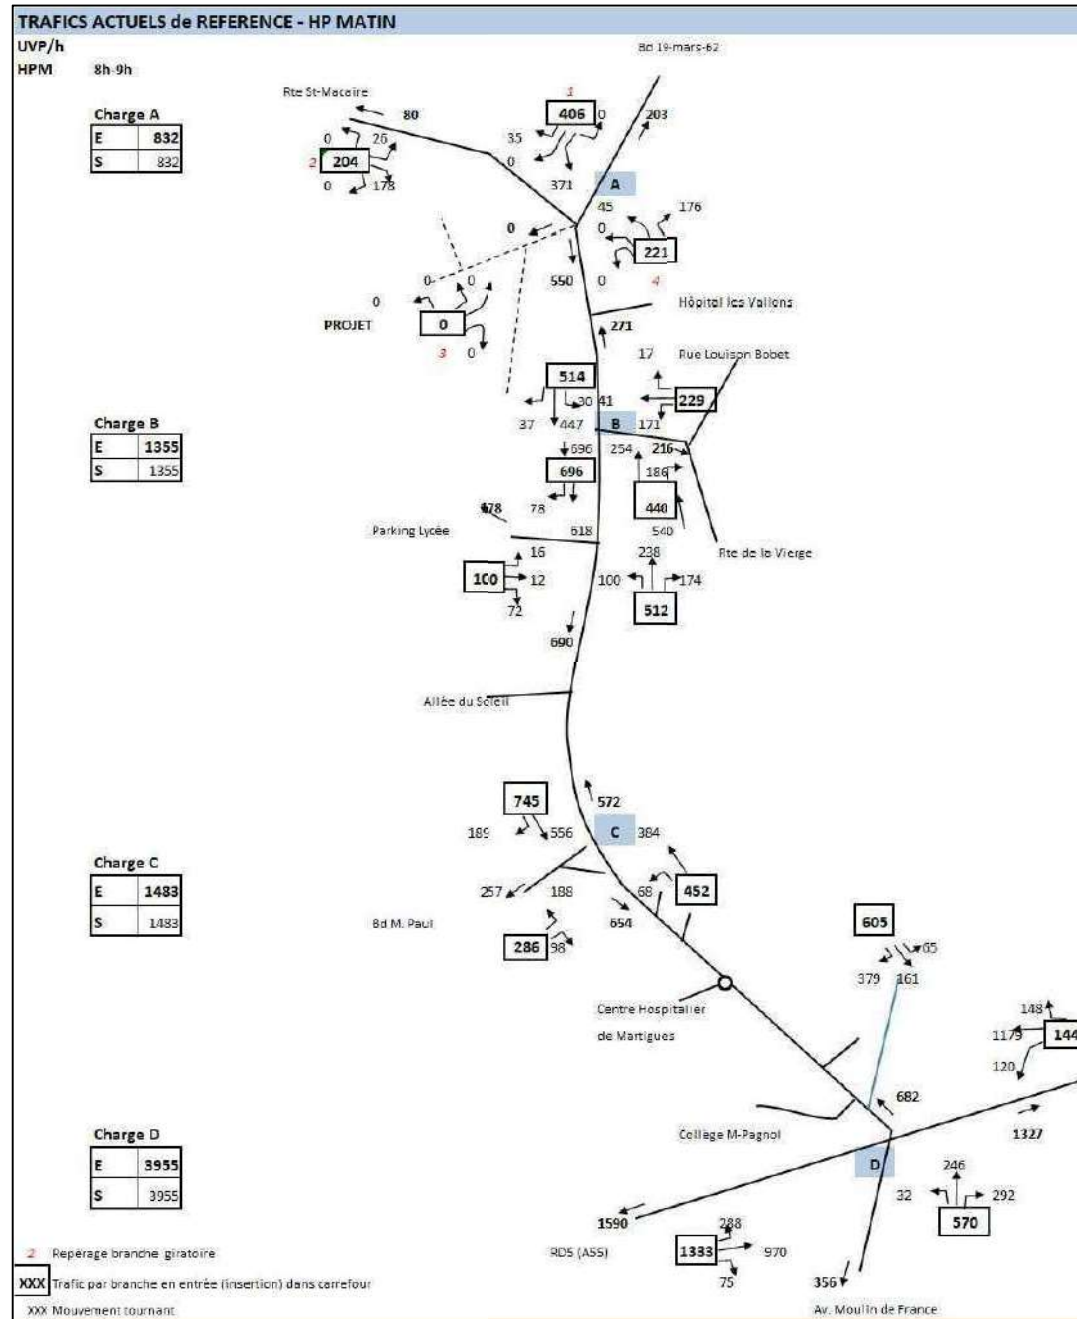 TRAFICS ACTUELS de REFERENCE - HP MATIN
UVP/h
HPM 8h-9h
Bd 19-mars-62
Rte St-Macaire
80
1
406 0 203
Charge A
E 832
S 832
0 26
35
2 204
0
0 178
371 A
45 176
0 0
221
550 0 4
0 0
0
Hôpital les Vallons
PROJET 0
271
3 0
17 Rue Louison Bobet
514
30 41 229
Charge B
E 1355
S 1355
37 447 B 171
696 254 216
696 186
78 78 440
Parking Lycée 618 540
Rte de la Vierge
16 238
100 12 100 174
72 512
690
Allée du Soleil
745 572
189 556 C 384
Charge C
E 1483
S 1483
257 188 68 452
Bd M. Paul 654 605
286 98 65
379 161
Centre Hospitalier
de Martigues
148
1179 144
120
682
Charge D
E 3955
S 3955
Collège M-Pagnol 1327
D 246
32 292
1590 288 570
RD5 (A55) 1333 970
75 356
Av. Moulin de France
2 Repérage branche giratoire
XXX Trafic par branche en entrée (insertion) dans carrefour
XXX Mouvement tournant